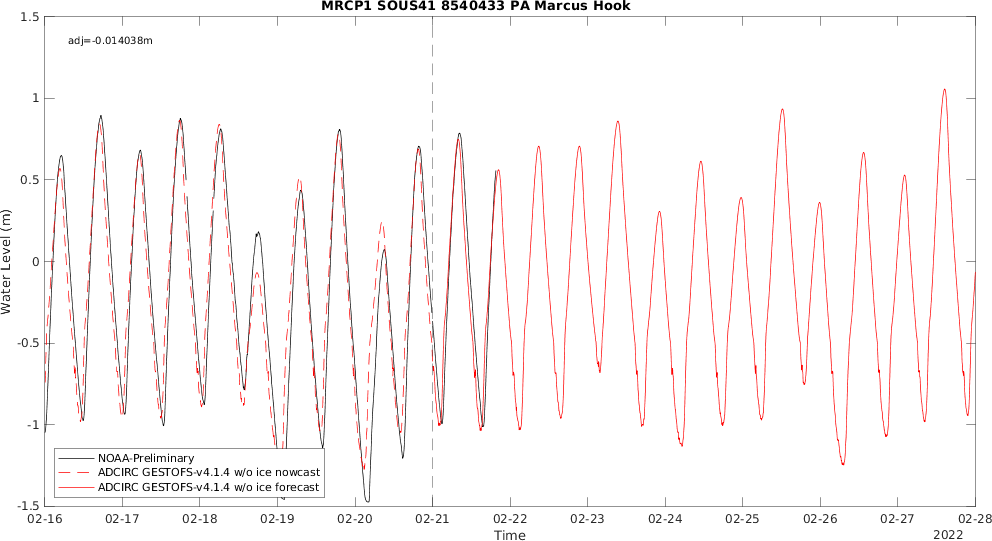 MRCP1 SOUS41 8540433 PA Marcus Hook
adj=-0.014038m
1.5
1
0.5
0
-0.5
-1
-1.5
Water Level (m)
NOAA-Preliminary
ADCIRC GESTOFS-v4.1.4 w/o ice nowcast
ADCIRC GESTOFS-v4.1.4 w/o ice forecast
02-16 02-17 02-18 02-19 02-20 02-21 02-22 02-23 02-24 02-25 02-26 02-27 02-28
Time
2022